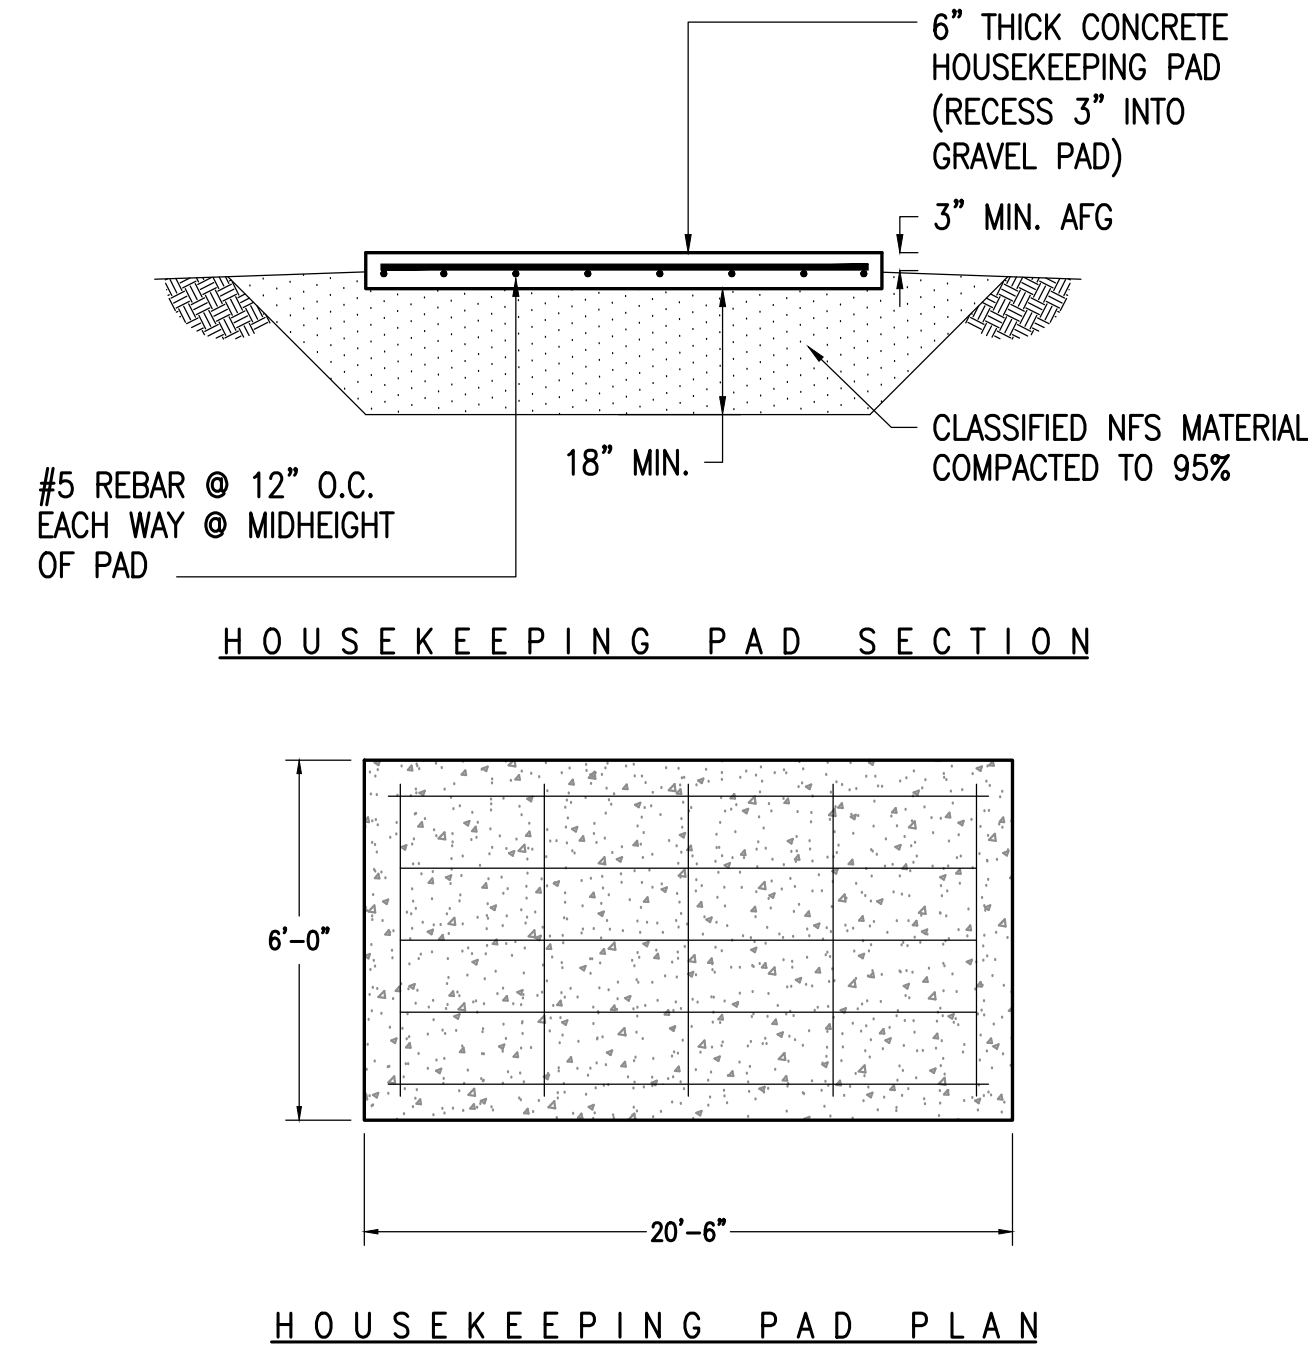 6” THICK CONCRETE
HOUSEKEEPING PAD
(RECESS 3” INTO
GRAVEL PAD)
3” MIN. AFG
CLASSIFIED NFS MATERIAL
COMPACTED TO 95%
18” MIN.
#5 REBAR @ 12” O.C.
EACH WAY @ MIDHEIGHT
OF PAD
HOUSEKEEPING PAD SECTION
6’-0”
20’-6”
HOUSEKEEPING PAD PLAN